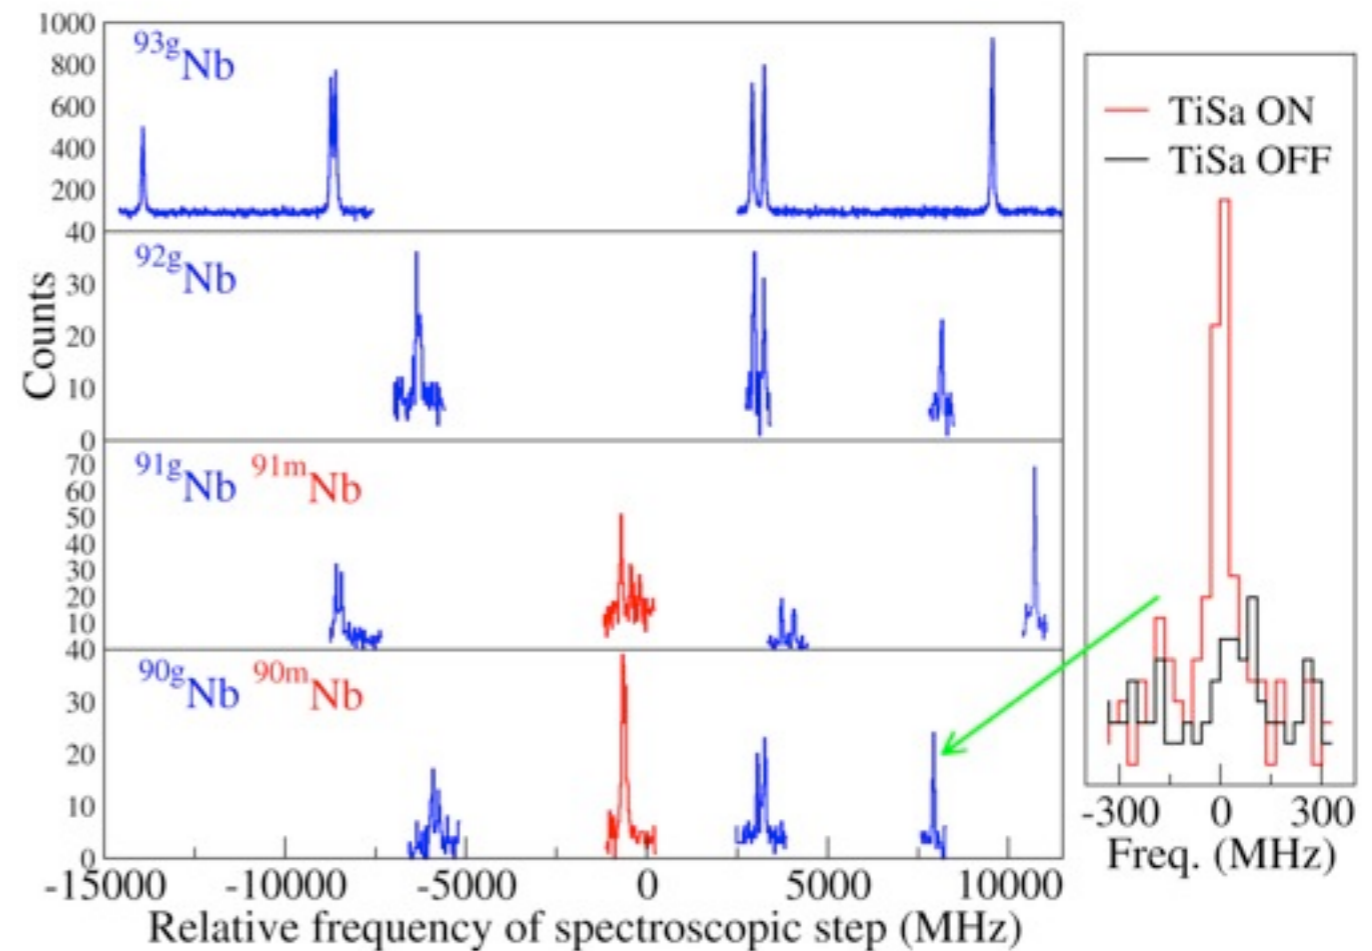 1000
800
600
400
200
40
30
20
10
0
70
60
50
40
30
20
10
40
30
20
10
0
Counts
93gNb
92gNb
91gNb 91mNb
90gNb 90mNb
-15000 -10000 -5000 0 5000 10000
Relative frequency of spectroscopic step (MHz)
TiSa ON
TiSa OFF
-300 0 300
Freq. (MHz)